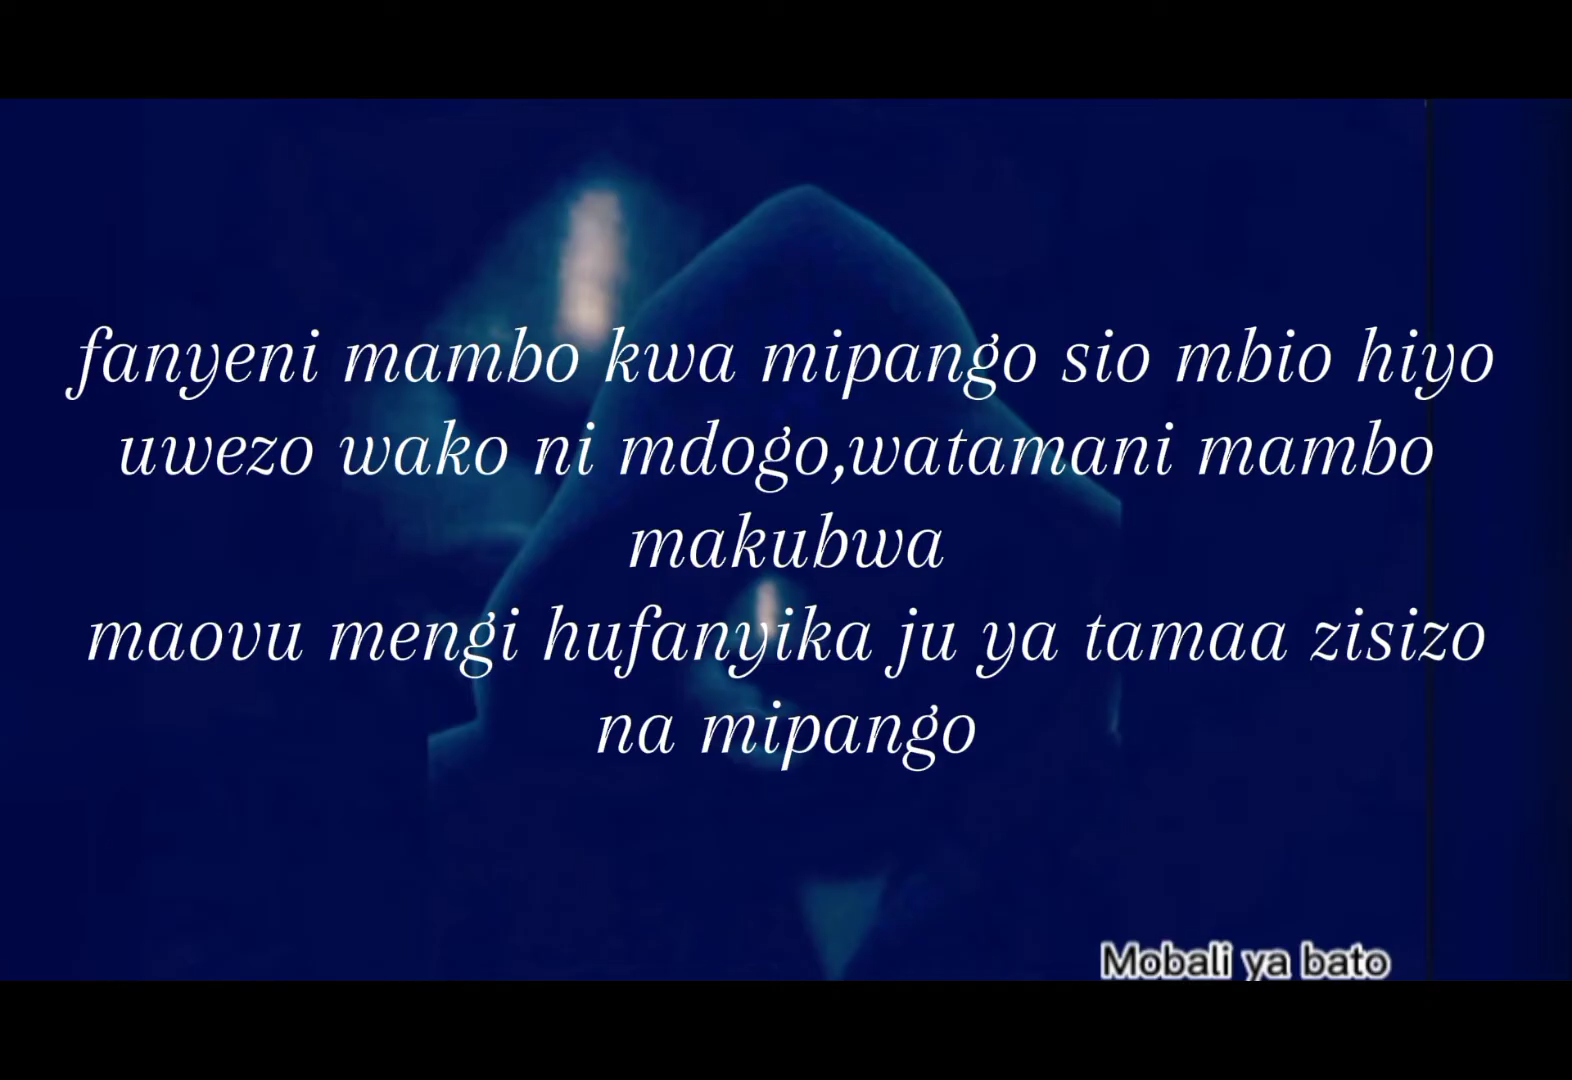 fanyeni mambo kwa mipango sio mbio hiyo
uwezo wako ni mdogo,watamani mambo
makubwa
maovu mengi hufanyika ju ya tamaa zisizo
na mipango
Mobali ya bato